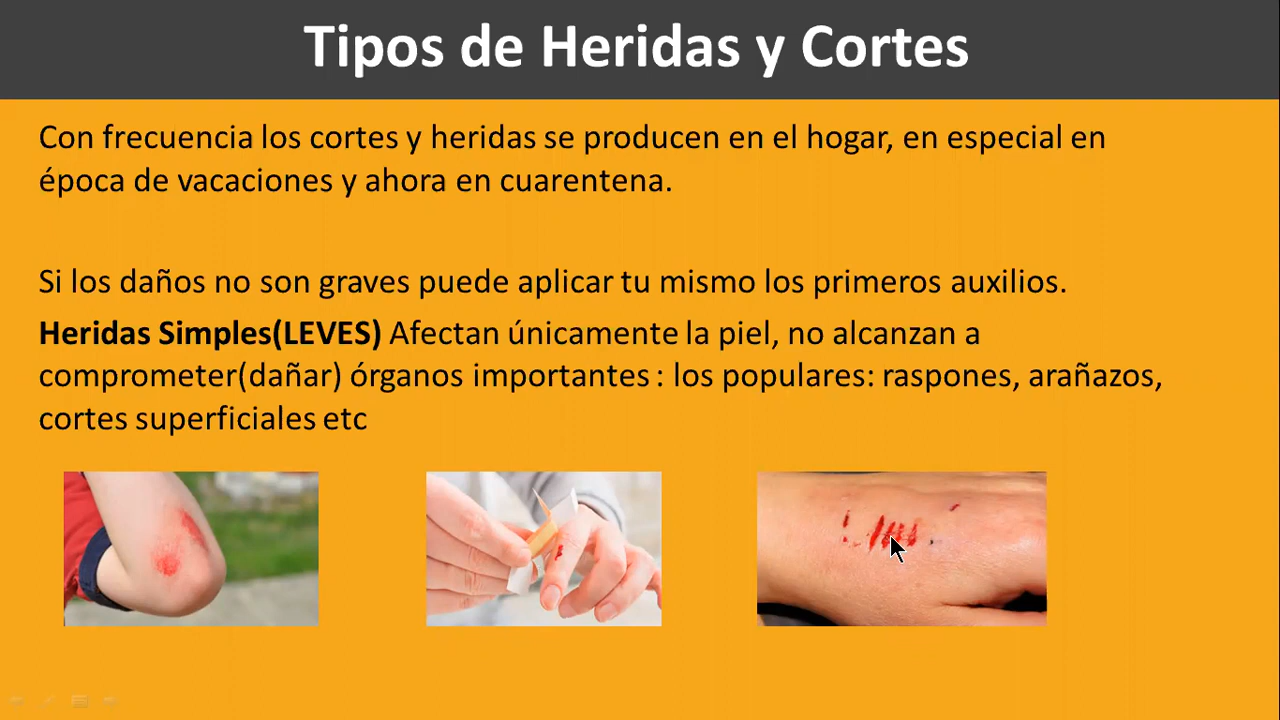 Tipos de Heridas y Cortes
Con frecuencia los cortes y heridas se producen en el hogar, en especial en
época de vacaciones y ahora en cuarentena.
Si los daños no son graves puede aplicar tu mismo los primeros auxilios.
Heridas Simples(LEVES) Afectan únicamente la piel, no alcanzan a
comprometer(dañar) órganos importantes : los populares: raspones, arañazos,
cortes superficiales etc